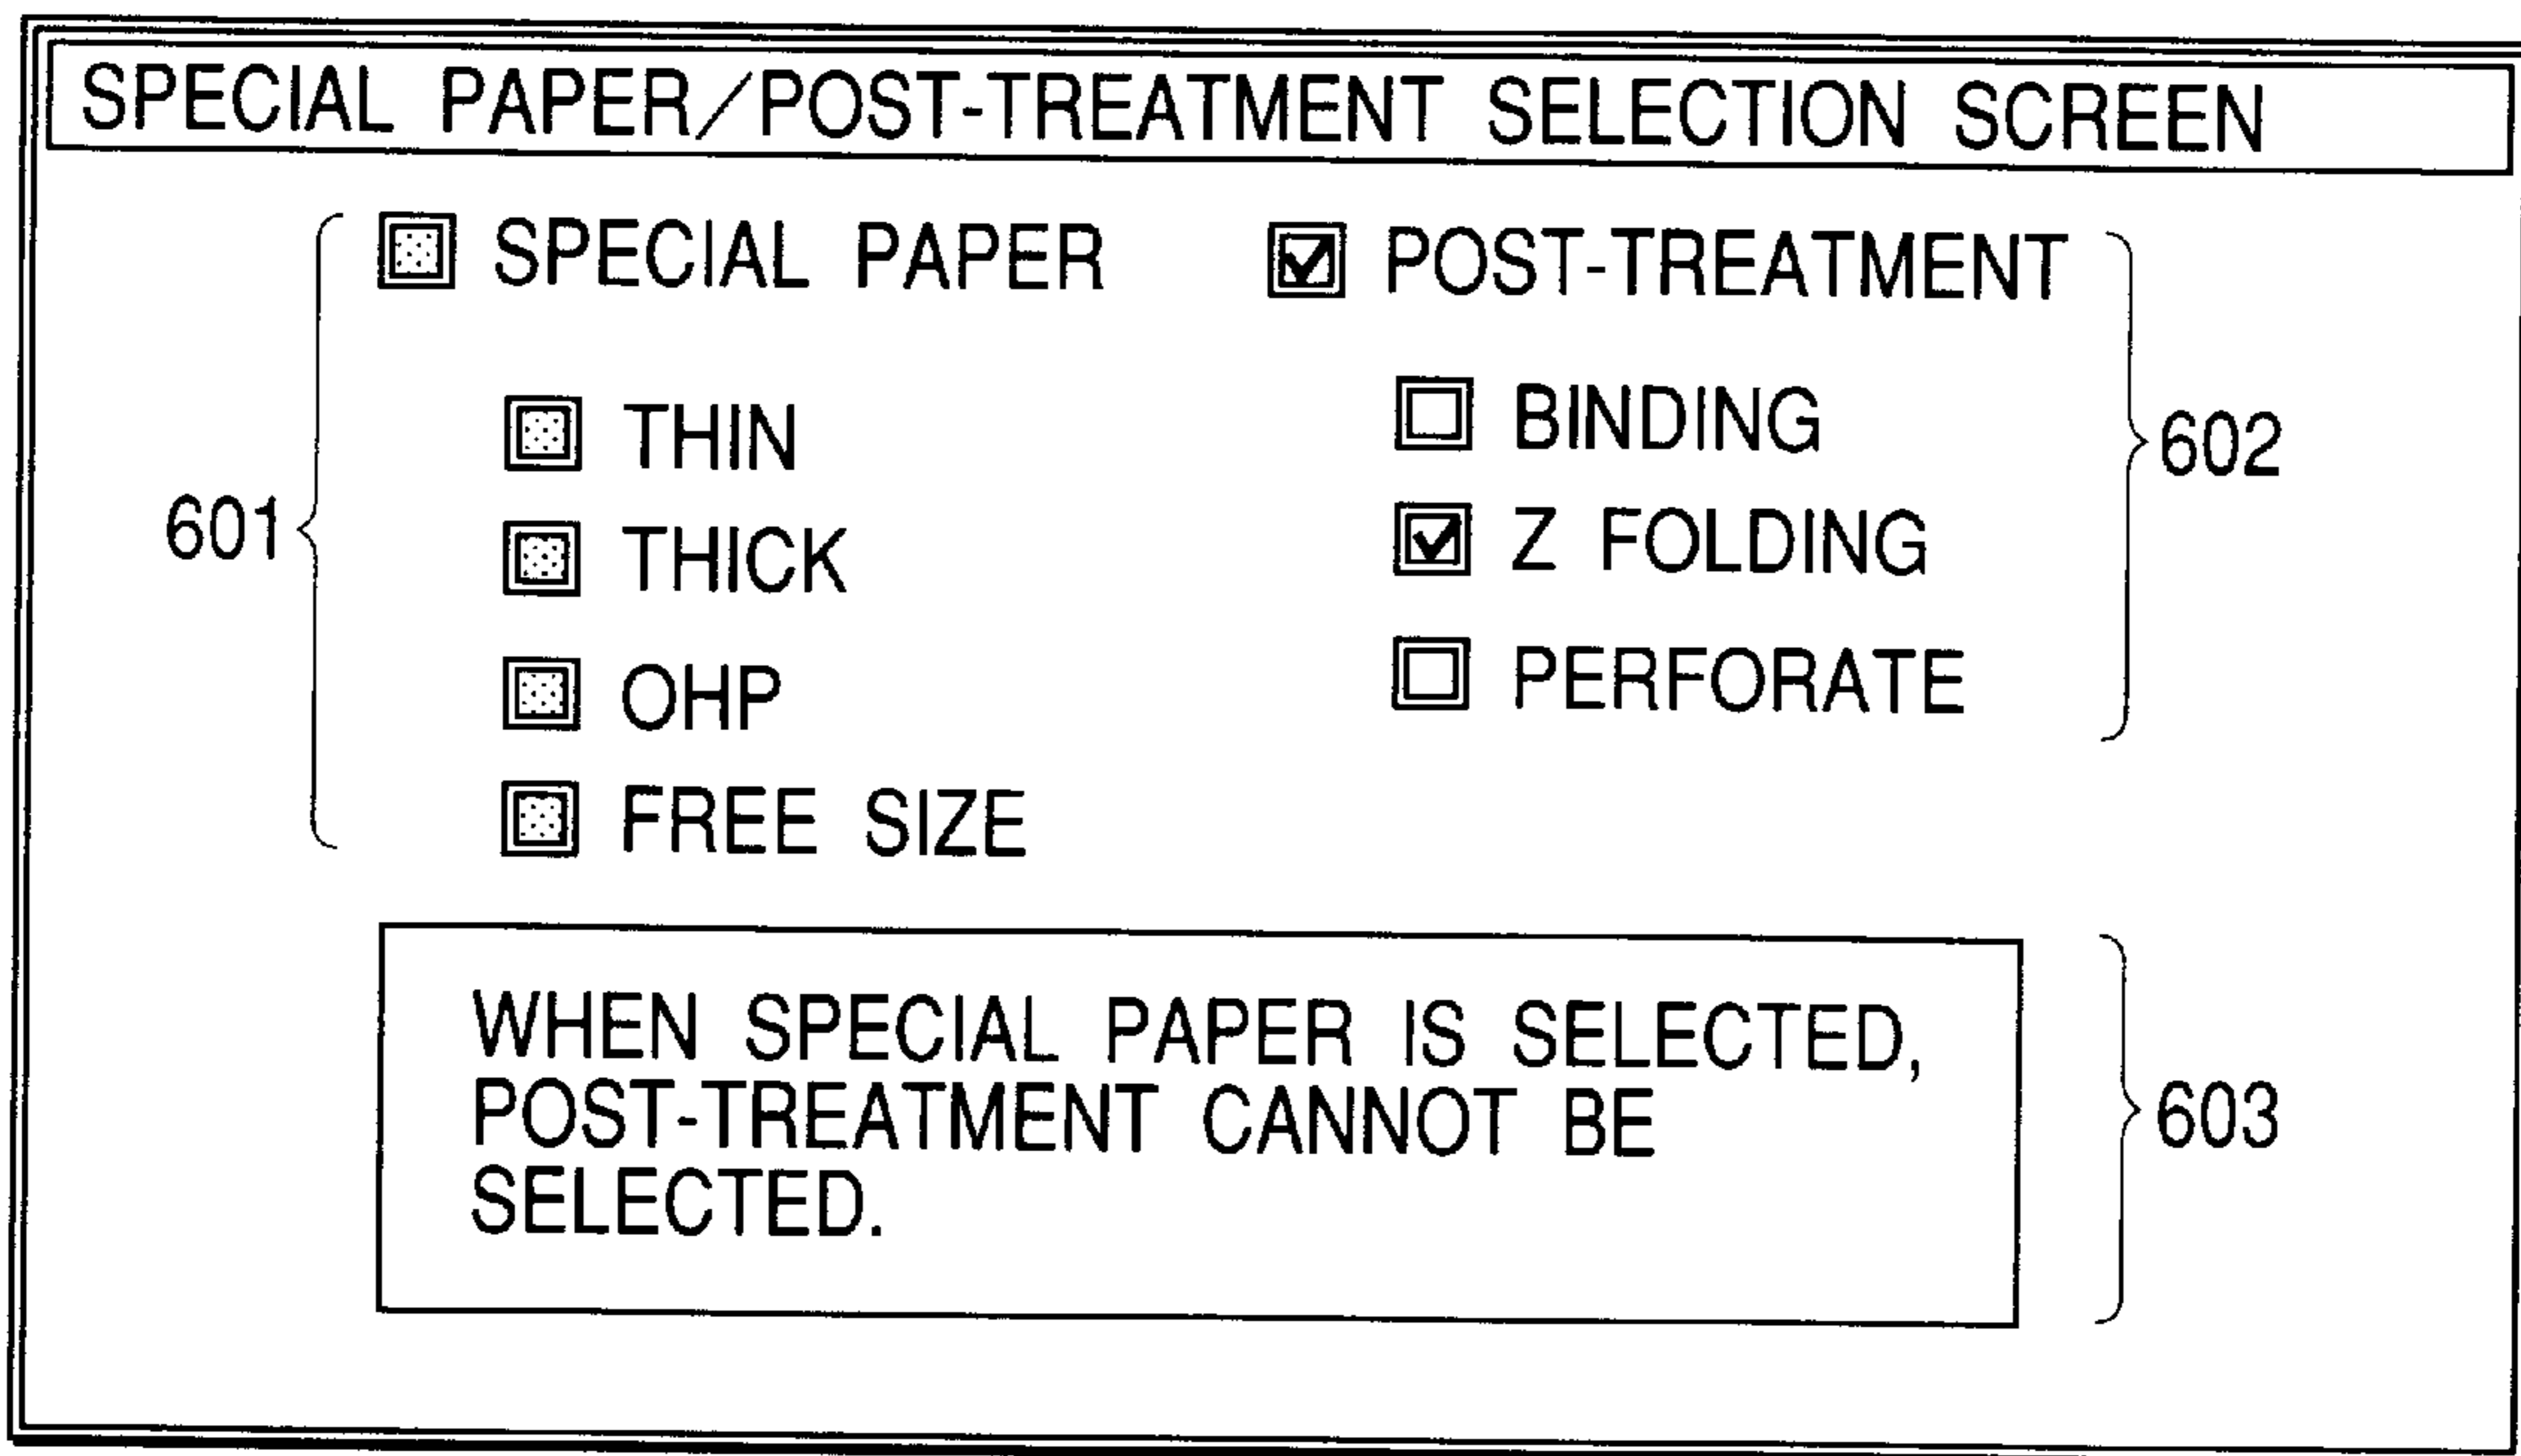 SPECIAL PAPER/POST-TREATMENT SELECTION SCREEN
SPECIAL PAPER
THIN
THICK
OHP
FREE SIZE
601
POST-TREATMENT
BINDING
Z FOLDING
PERFORATE
602
WHEN SPECIAL PAPER IS SELECTED,
POST-TREATMENT CANNOT BE
SELECTED.
603